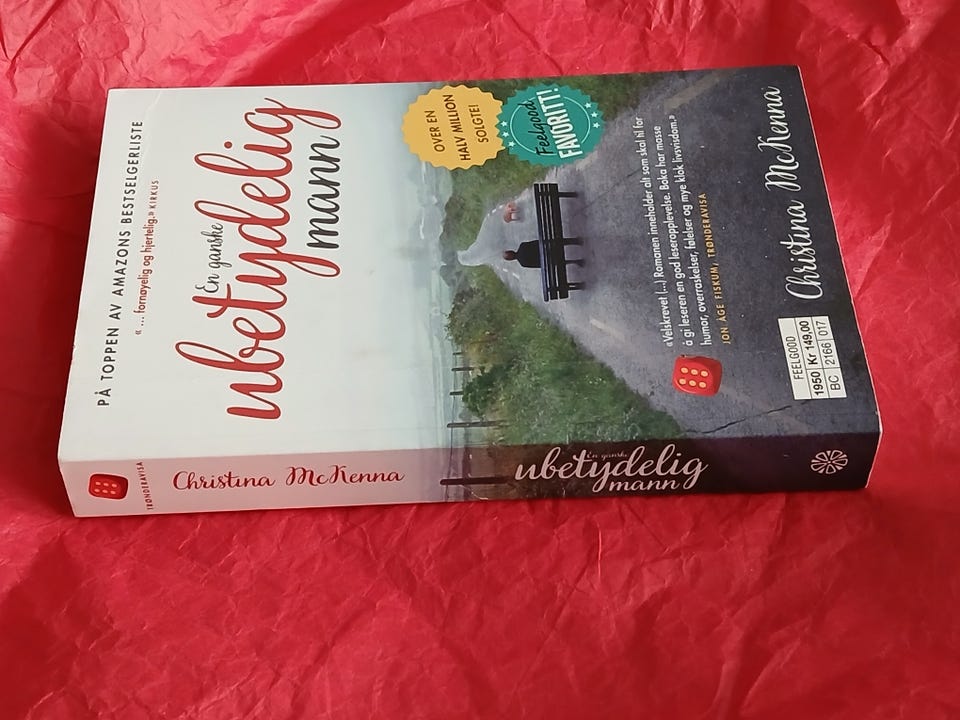 PÅ TOPPEN AV AMAZONS BESTSELGERLISTE
«... fornøyelig og hjertelig.» KIRKUS
En ganske
ubetydelig
mann
OVER EN
HALV MILLION
SOLGTE!
Feelgood
FAVORITT!
«Velskrevet (...) Romanen inneholder alt som skal til for
å gi leseren en god leseropplevelse. Boka har masse
humor, overraskelser, følelser og mye klok livsvisdom.»
JON ÅGE FISKUM, TRØNDERAVISA
Christina McKenna
FEELGOOD
1950 Kr 149,00
BC 2166 017
TRØNDERAVISA
Christina McKenna
En ganske
ubetydelig
mann